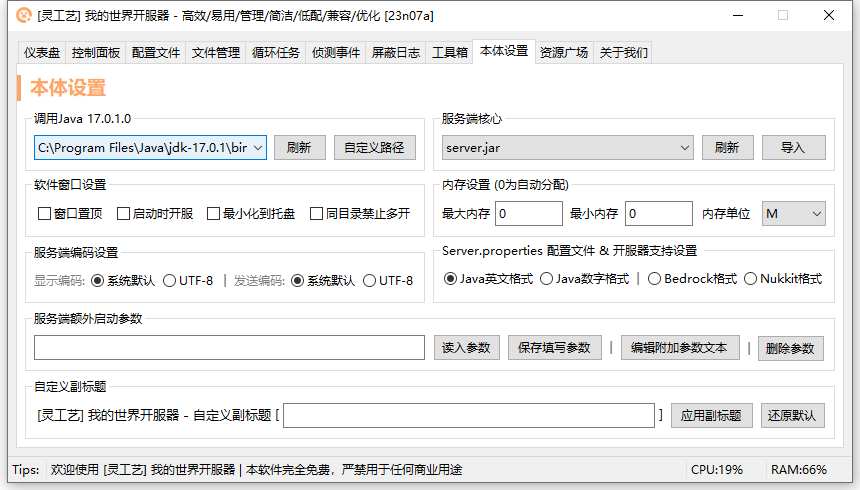 [灵工艺] 我的世界开服器 - 高效/易用/管理/简洁/低配/兼容/优化 [23n07a]
仪表盘 控制面板 配置文件 文件管理 循环任务 侦测事件 屏蔽日志 工具箱 本体设置 资源广场 关于我们
本体设置
调用Java 17.0.1.0
C:\Program Files\Java\jdk-17.0.1\bin 刷新 自定义路径
服务端核心
server.jar 刷新 导入
软件窗口设置
窗口置顶 启动时开服 最小化到托盘 同目录禁止多开
内存设置 (0为自动分配)
最大内存 0 最小内存 0 内存单位 M
服务端编码设置
显示编码: 系统默认 UTF-8 | 发送编码: 系统默认 UTF-8
Server.properties 配置文件 & 开服器支持设置
Java英文格式 Java数字格式 | Bedrock格式 Nukkit格式
服务端额外启动参数
读入参数 保存填写参数 | 编辑附加参数文本 | 删除参数
自定义副标题
[灵工艺] 我的世界开服器 - 自定义副标题 [ ] 应用副标题 还原默认
Tips: 欢迎使用 [灵工艺] 我的世界开服器 | 本软件完全免费，严禁用于任何商业用途 CPU:19% RAM:66%